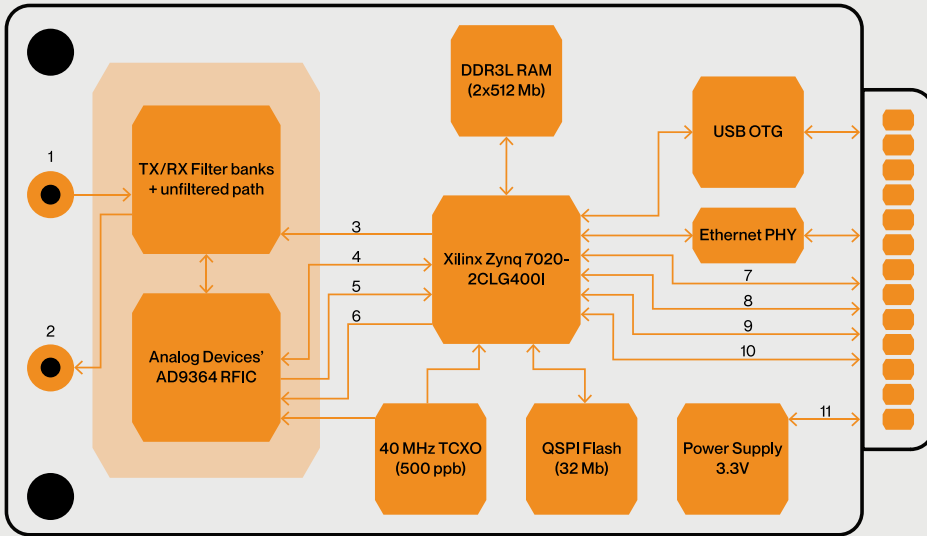 DDR3L RAM
(2x512 Mb)
USB OTG
1
TX/RX Filter banks
+ unfiltered path
3
Xilinx Zynq 7020-
2CLG400I
Ethernet PHY
4
5
6
7
8
9
10
2
Analog Devices'
AD9364 RFIC
40 MHz TCXO
(500 ppb)
QSPI Flash
(32 Mb)
Power Supply
3.3V
11